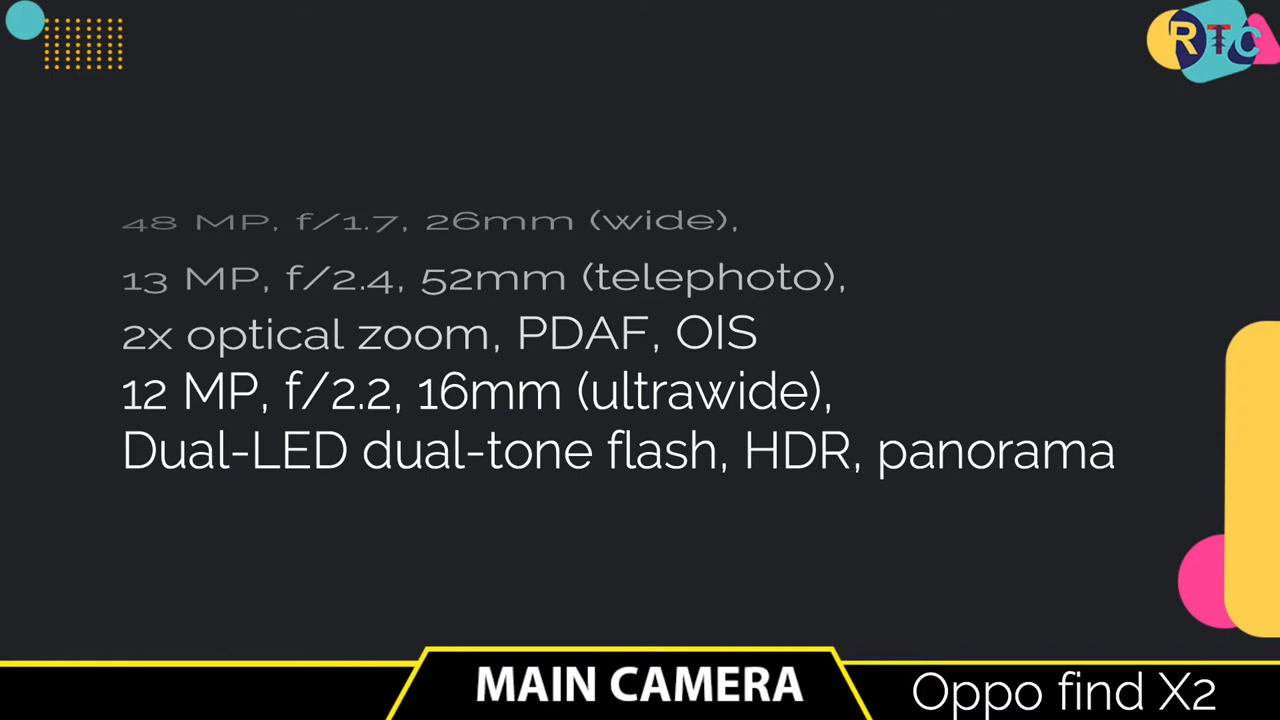 RTC
48 MP, f/1.7, 26mm (wide),
13 MP, f/2.4, 52mm (telephoto),
2x optical zoom, PDAF, OIS
12 MP, f/2.2, 16mm (ultrawide),
Dual-LED dual-tone flash, HDR, panorama
MAIN CAMERA
Oppo find X2